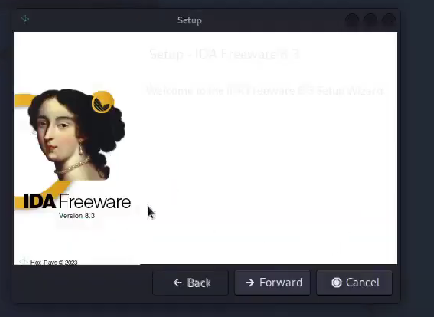 Setup
Setup - IDA Freeware 8.3
Welcome to the IDA Freeware 8.3 Setup Wizard.
IDA Freeware
Version 8.3
Hex-Rays © 2023
Back
Forward
Cancel